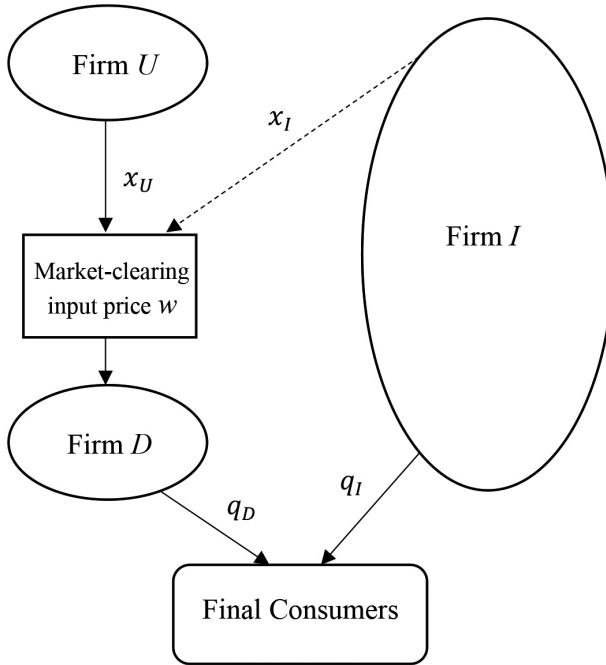 Firm U
x_I
x_U
Market-clearing
input price w
Firm I
Firm D
q_D
q_I
Final Consumers